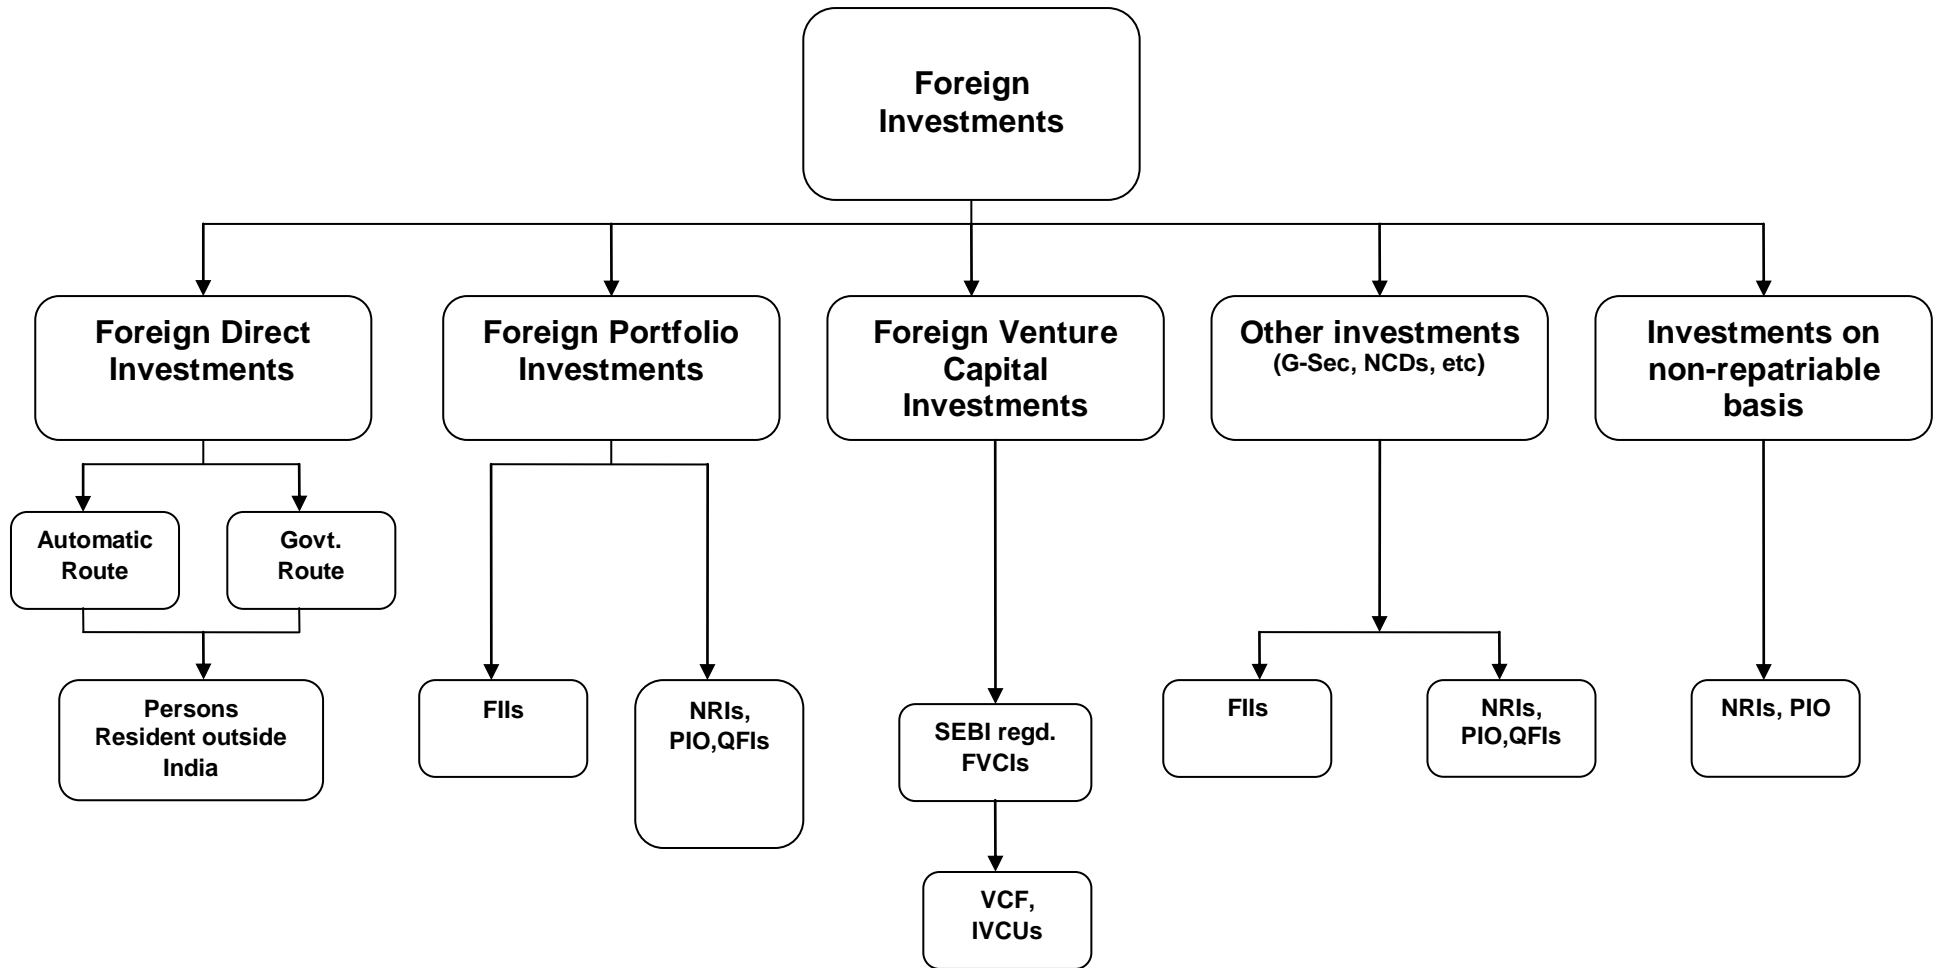 Foreign
Investments
Foreign Direct
Investments
Foreign Portfolio
Investments
Foreign Venture
Capital
Investments
Other investments
(G-Sec, NCDs, etc)
Investments on
non-repatriable
basis
Automatic
Route
Govt.
Route
Persons
Resident outside
India
FIIs
NRIs,
PIO,QFIs
SEBI regd.
FVCIs
FIIs
NRIs,
PIO,QFIs
NRIs, PIO
VCF,
IVCUs